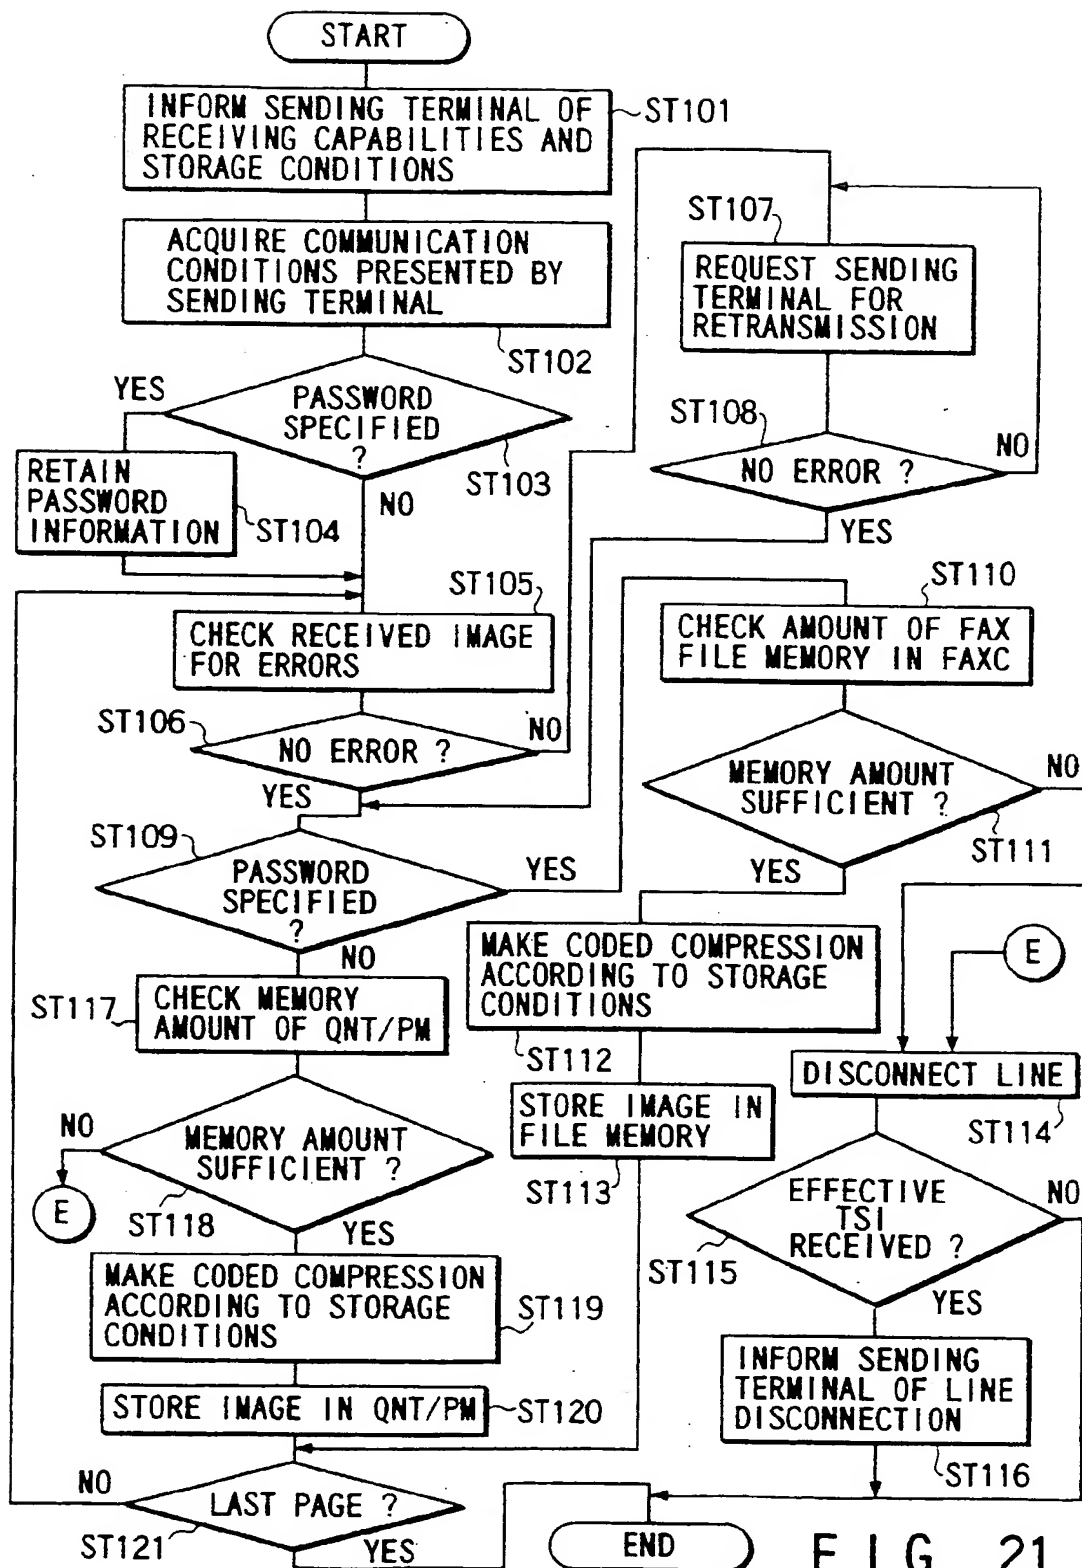 START
INFORM SENDING TERMINAL OF
RECEIVING CAPABILITIES AND
STORAGE CONDITIONS
ST101
ACQUIRE COMMUNICATION
CONDITIONS PRESENTED BY
SENDING TERMINAL
ST102
YES
PASSWORD
SPECIFIED
?
ST103
NO
RETAIN
PASSWORD
INFORMATION
ST104
ST105
CHECK RECEIVED IMAGE
FOR ERRORS
ST106
NO ERROR ?
NO
YES
ST107
REQUEST SENDING
TERMINAL FOR
RETRANSMISSION
ST108
NO ERROR ?
NO
YES
ST109
PASSWORD
SPECIFIED
?
YES
NO
ST110
CHECK AMOUNT OF FAX
FILE MEMORY IN FAXC
MEMORY AMOUNT
SUFFICIENT ?
NO
ST111
YES
MAKE CODED COMPRESSION
ACCORDING TO STORAGE
CONDITIONS
ST112
STORE IMAGE IN
FILE MEMORY
ST113
E
DISCONNECT LINE
ST114
EFFECTIVE
TSI
RECEIVED ?
NO
ST115
YES
INFORM SENDING
TERMINAL OF LINE
DISCONNECTION
ST116
ST117
CHECK MEMORY
AMOUNT OF QNT/PM
NO
MEMORY AMOUNT
SUFFICIENT ?
E
ST118
YES
MAKE CODED COMPRESSION
ACCORDING TO STORAGE
CONDITIONS
ST119
STORE IMAGE IN QNT/PM
ST120
NO
LAST PAGE ?
ST121
YES
END
FIG. 21